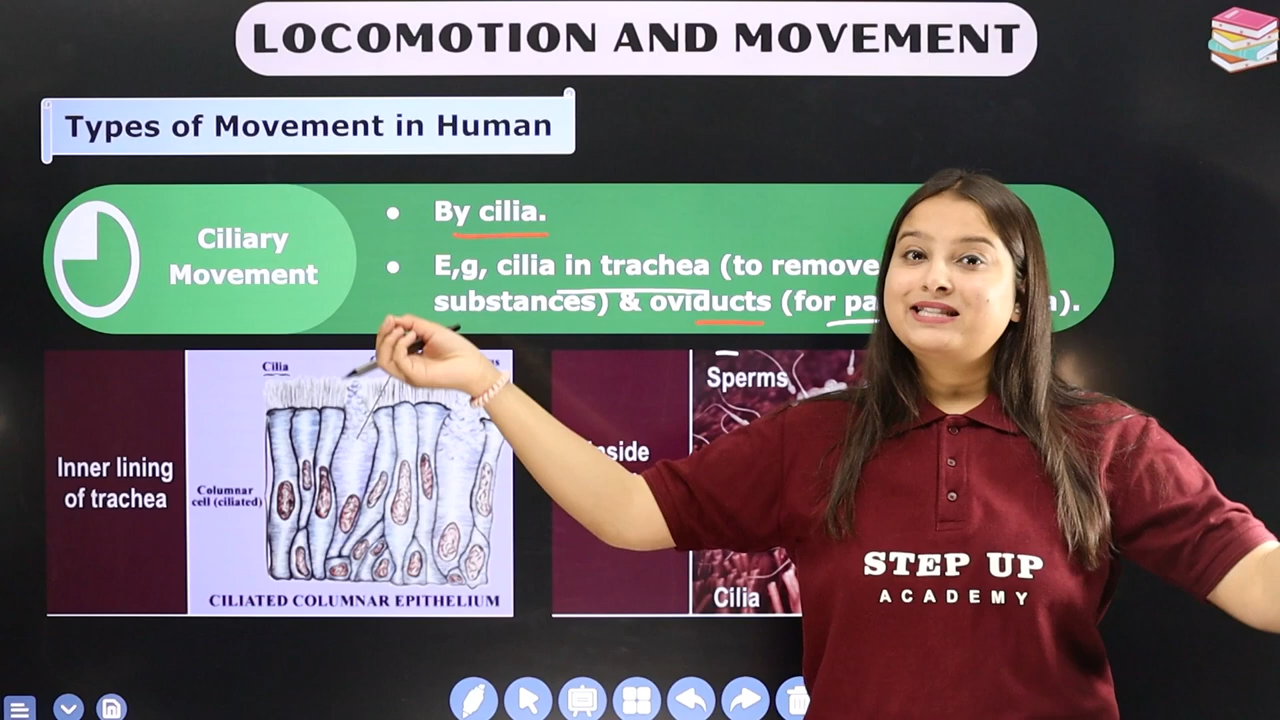 LOCOMOTION AND MOVEMENT
Types of Movement in Human
Ciliary
Movement
• By cilia.
• E,g, cilia in trachea (to remove
substances) & oviducts (for
Cilia
Columnar
cell (ciliated)
CILIATED COLUMNAR EPITHELIUM
Inner lining
of trachea
Sperms
Cilia
STEP UP
ACADEMY